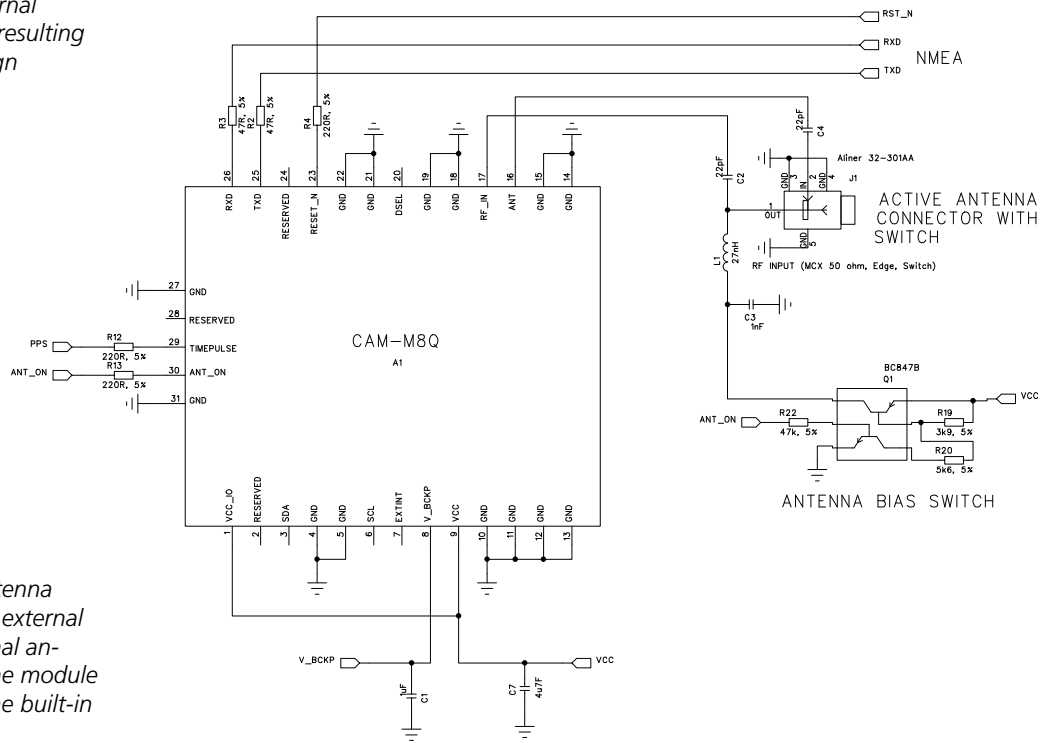 ernal
resulting
gn
RST_N
RXD
TXD
NMEA
R3
47R, 5%
R2
47R, 5%
R4
220R, 5%
22pF
C4
22pF
C2
Aliner 32-301AA
J1
GND
3
IN
2
GND
4
1
OUT
GND
5
ACTIVE ANTENNA
CONNECTOR WITH
SWITCH
RF INPUT (MCX 50 ohm, Edge, Switch)
L1
27nH
C3
1nF
26
25
24
23
22
21
20
19
18
17
16
15
14
RXD
TXD
RESERVED
RESET_N
GND
GND
DSEL
GND
GND
RF_IN
ANT
GND
GND
27
GND
28
RESERVED
PPS
R12
220R, 5%
29
TIMEPULSE
ANT_ON
R13
220R, 5%
30
ANT_ON
31
GND
CAM-M8Q
A1
BC847B
Q1
VCC
ANT_ON
R22
47k, 5%
R19
3k9, 5%
R20
5k6, 5%
ANTENNA BIAS SWITCH
VCC_IO
RESERVED
SDA
GND
GND
SCL
EXTINT
V_BCKP
VCC
GND
GND
GND
GND
1
2
3
4
5
6
7
8
9
10
11
12
13
tenna
external
nal an-
ne module
ne built-in
V_BCKP
1uF
C1
C7
4u7F
VCC